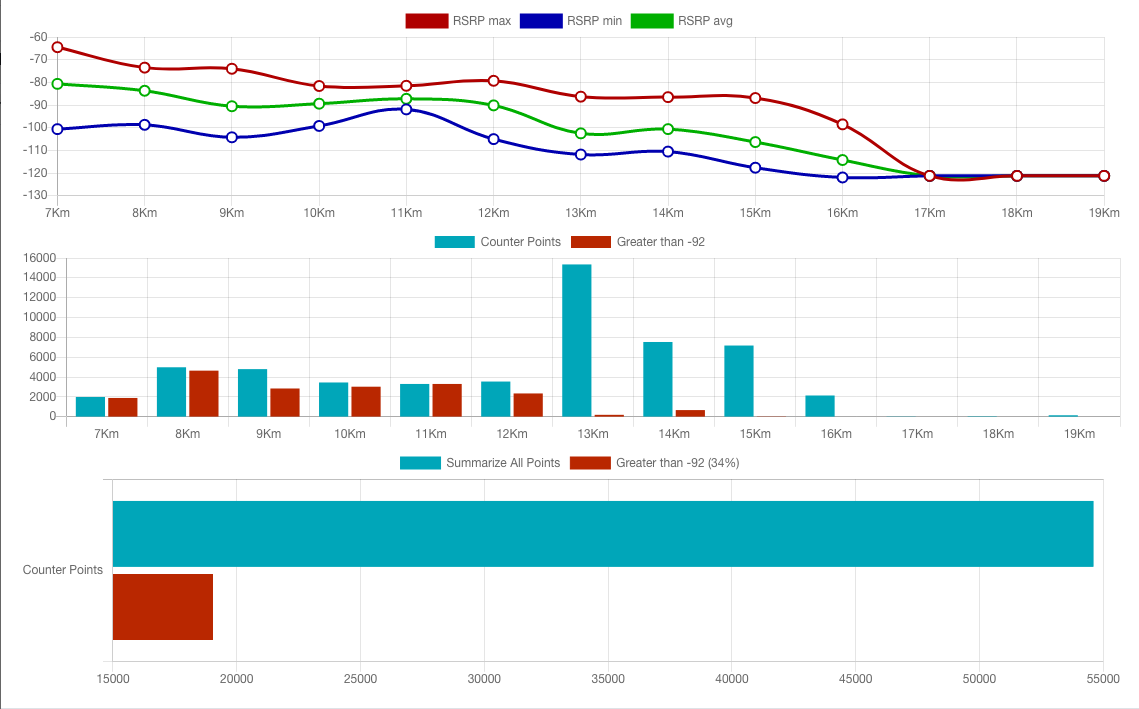 RSRP max RSRP min RSRP avg
-60
-70
-80
-90
-100
-110
-120
-130
7Km 8Km 9Km 10Km 11Km 12Km 13Km 14Km 15Km 16Km 17Km 18Km 19Km
Counter Points Greater than -92
16000
14000
12000
10000
8000
6000
4000
2000
0
7Km 8Km 9Km 10Km 11Km 12Km 13Km 14Km 15Km 16Km 17Km 18Km 19Km
Summarize All Points Greater than -92 (34%)
Counter Points
15000 20000 25000 30000 35000 40000 45000 50000 55000